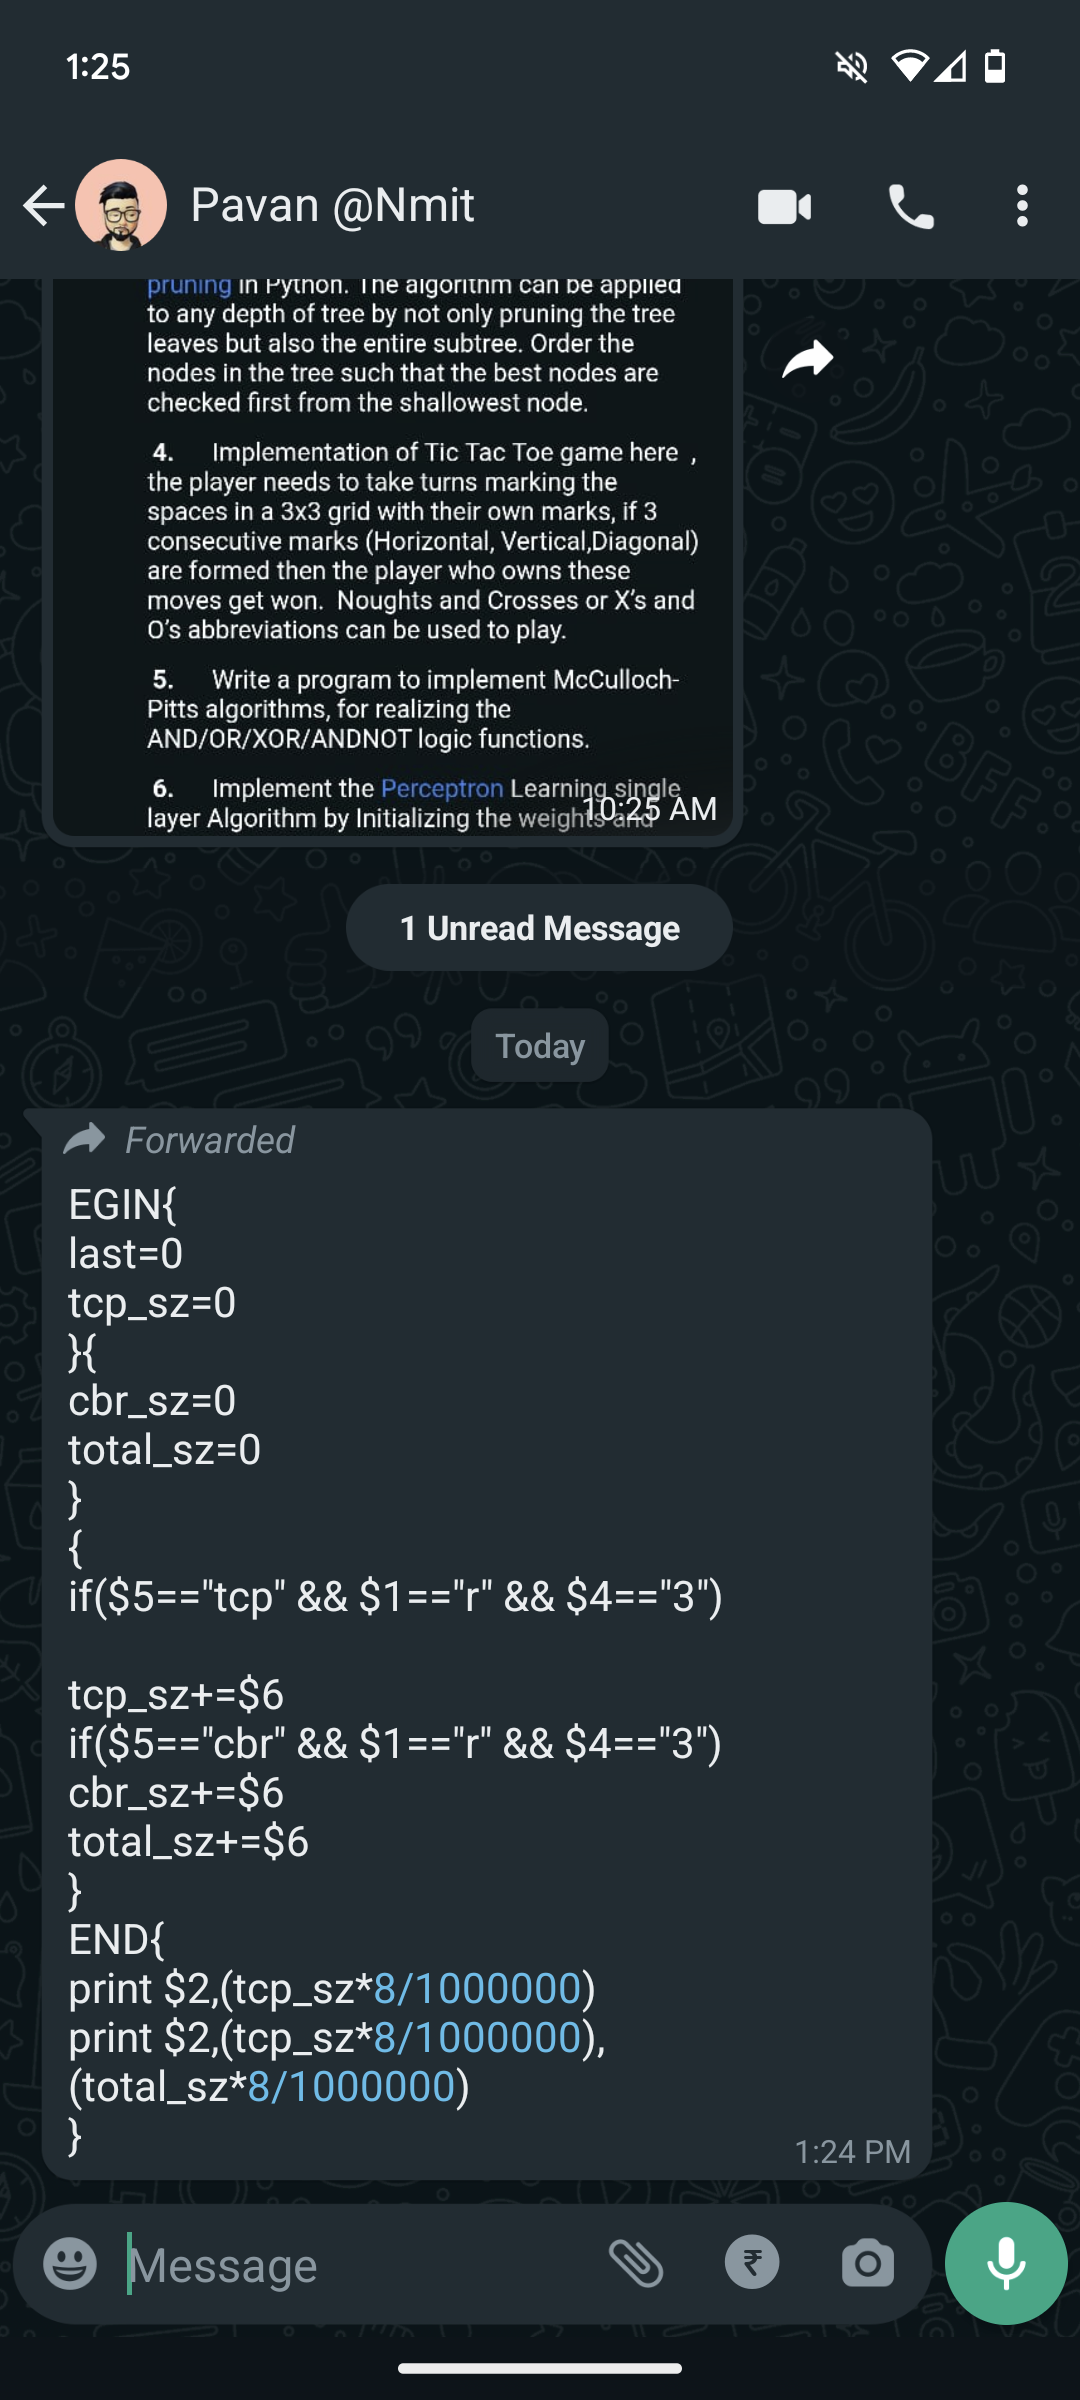 1:25
Pavan @Nmit
pruning in Python. The algorithm can be applied
to any depth of tree by not only pruning the tree
leaves but also the entire subtree. Order the
nodes in the tree such that the best nodes are
checked first from the shallowest node.
4. Implementation of Tic Tac Toe game here ,
the player needs to take turns marking the
spaces in a 3x3 grid with their own marks, if 3
consecutive marks (Horizontal, Vertical,Diagonal)
are formed then the player who owns these
moves get won. Noughts and Crosses or X's and
O's abbreviations can be used to play.
5. Write a program to implement McCulloch-
Pitts algorithms, for realizing the
AND/OR/XOR/ANDNOT logic functions.
6. Implement the Perceptron Learning single
layer Algorithm by Initializing the weights and
10:25 AM
1 Unread Message
Today
Forwarded
EGIN{
last=0
tcp_sz=0
}{
cbr_sz=0
total_sz=0
}
{
if($5=="tcp" && $1=="r" && $4=="3")
tcp_sz+=$6
if($5=="cbr" && $1=="r" && $4=="3")
cbr_sz+=$6
total_sz+=$6
}
END{
print $2,(tcp_sz*8/1000000)
print $2,(tcp_sz*8/1000000),
(total_sz*8/1000000)
}
1:24 PM
Message